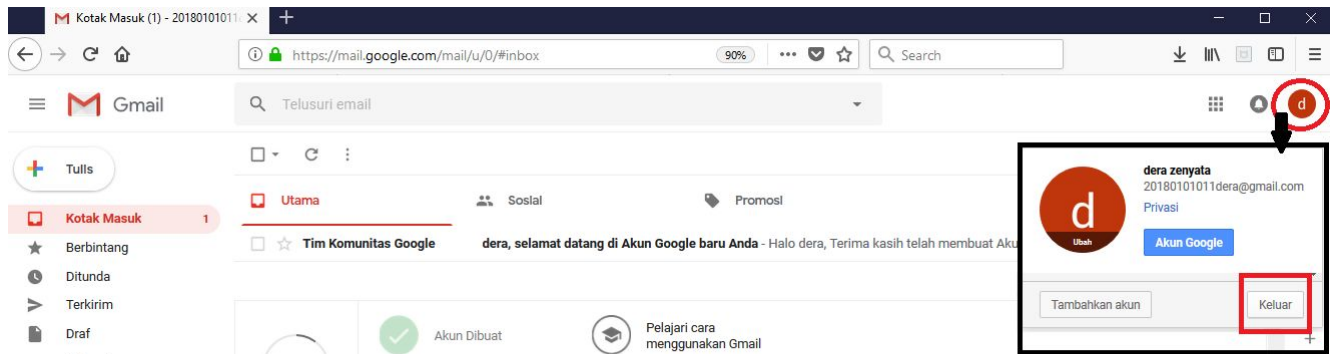 Kotak Masuk (1) - 20180101011
https://mail.google.com/mail/u/0/#inbox
90%
Search
Gmail
Telusuri email
d
Tulls
Utama
Soslal
Promosl
Kotak Masuk 1
Tim Komunitas Google dera, selamat datang di Akun Google baru Anda - Halo dera, Terima kasih telah membuat Aku
Berbintang
Ditunda
Terkirim
Draf
Akun Dibuat
Pelajari cara
menggunakan Gmail
dera zenyata
20180101011dera@gmail.com
Privasi
d
Ubah
Akun Google
Tambahkan akun
Keluar